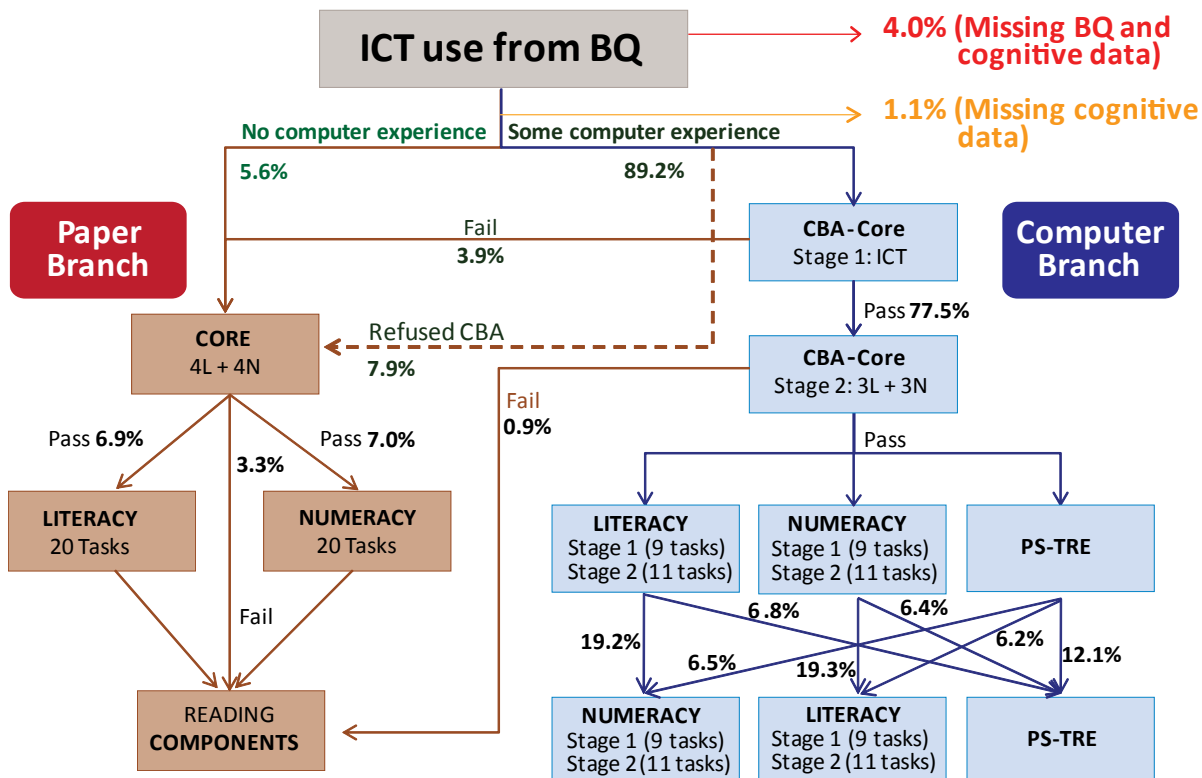 ICT use from BQ
4.0% (Missing BQ and
cognitive data)
1.1% (Missing cognitive
data)
No computer experience
Some computer experience
5.6%
89.2%
Paper
Branch
Computer
Branch
Fail
3.9%
CBA-Core
Stage 1: ICT
Pass 77.5%
CORE
4L + 4N
Refused CBA
7.9%
CBA-Core
Stage 2: 3L + 3N
Fail
0.9%
Pass 6.9%
3.3%
Pass 7.0%
Pass
LITERACY
20 Tasks
NUMERACY
20 Tasks
LITERACY
Stage 1 (9 tasks)
Stage 2 (11 tasks)
NUMERACY
Stage 1 (9 tasks)
Stage 2 (11 tasks)
PS-TRE
Fail
19.2%
6.8%
6.5%
19.3%
6.4%
6.2%
12.1%
READING
COMPONENTS
NUMERACY
Stage 1 (9 tasks)
Stage 2 (11 tasks)
LITERACY
Stage 1 (9 tasks)
Stage 2 (11 tasks)
PS-TRE